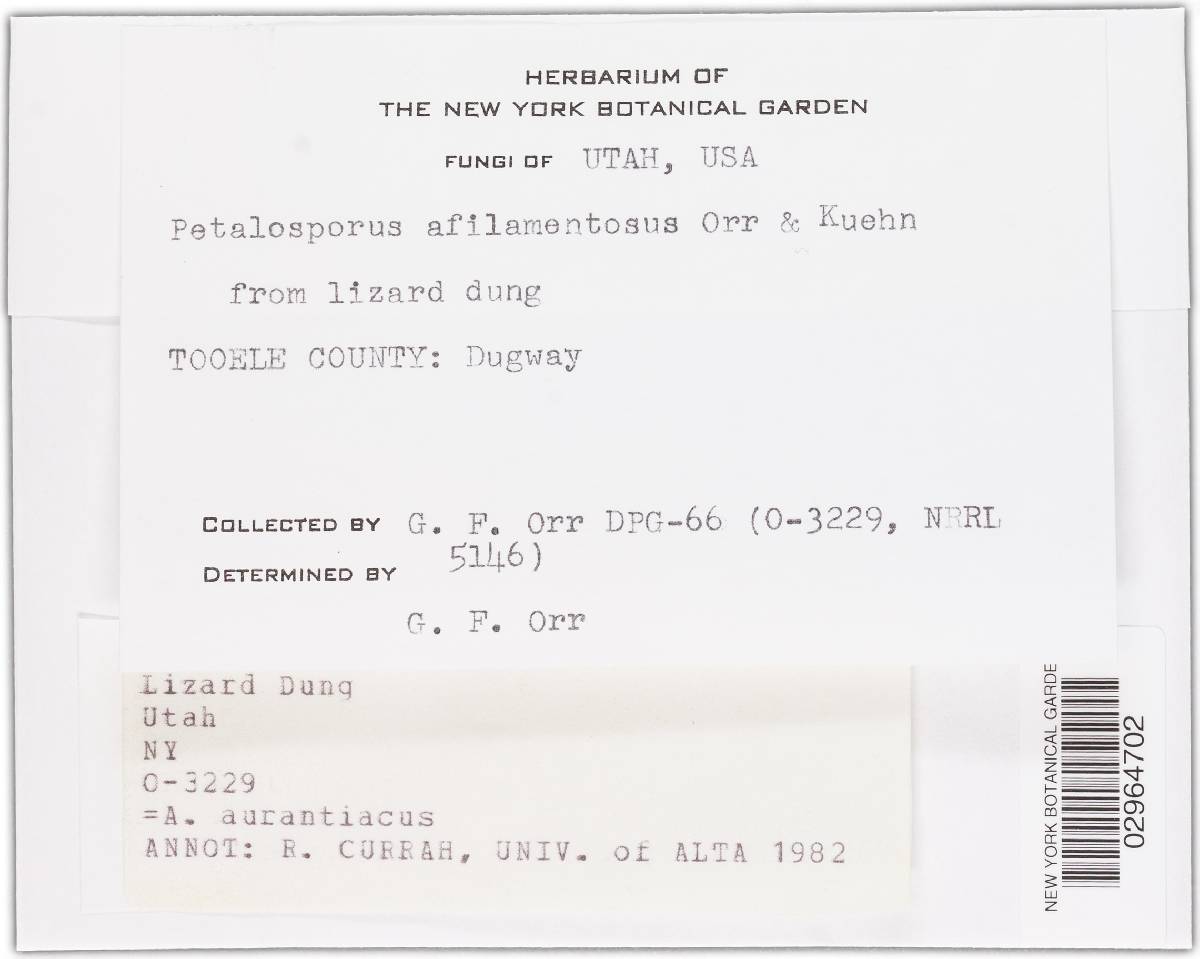 HERBARIUM OF
THE NEW YORK BOTANICAL GARDEN
FUNGI OF UTAH, USA
Petalosporus afilamentosus Orr & Kuehn
from lizard dung
TOOELE COUNTY: Dugway
COLLECTED BY G. F. Orr DPG-66 (O-3229, NRRL
5146)
DETERMINED BY
G. F. Orr
Lizard Dung
Utah
NY
O-3229
=A. aurantiacus
ANNOT: R. CURRAH, UNIV. of ALTA 1982
NEW YORK BOTANICAL GARDE
02964702